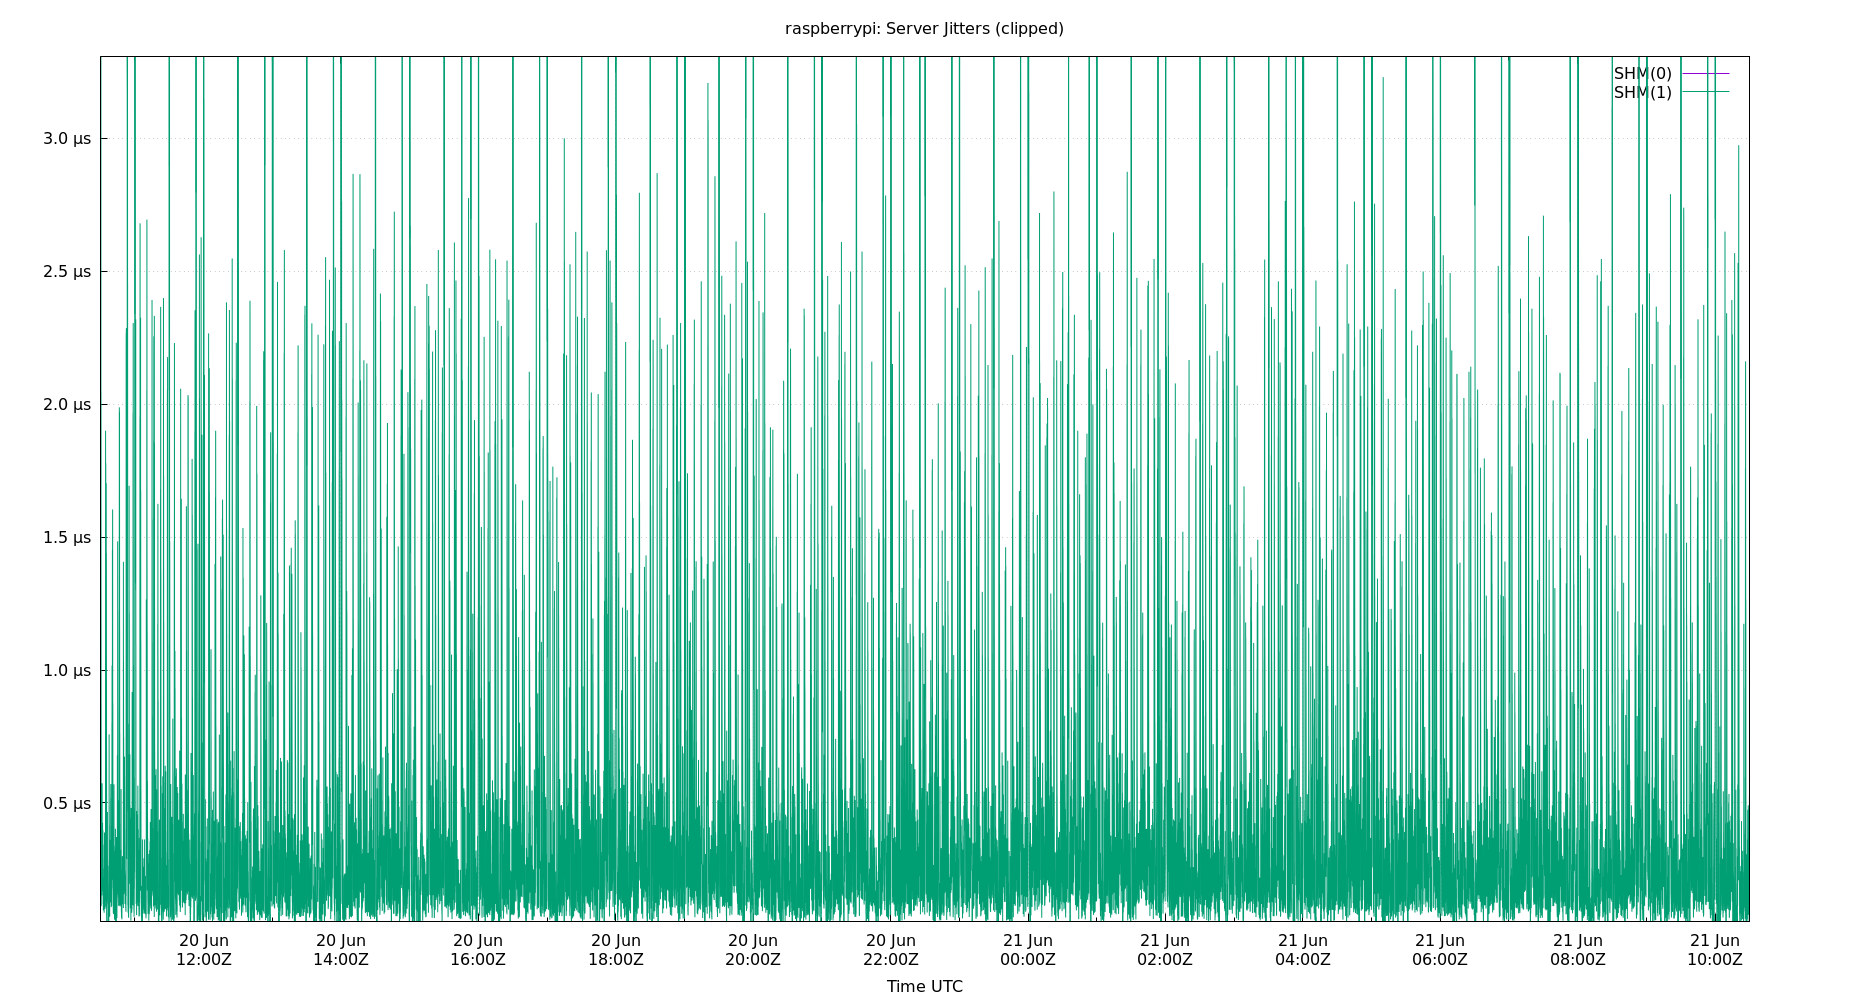 raspberrypi: Server Jitters (clipped)
SHM(0)
SHM(1)
3.0 µs
2.5 µs
2.0 µs
1.5 µs
1.0 µs
0.5 µs
20 Jun 20 Jun 20 Jun 20 Jun 20 Jun 20 Jun 21 Jun 21 Jun 21 Jun 21 Jun 21 Jun 21 Jun
12:00Z 14:00Z 16:00Z 18:00Z 20:00Z 22:00Z 00:00Z 02:00Z 04:00Z 06:00Z 08:00Z 10:00Z
Time UTC